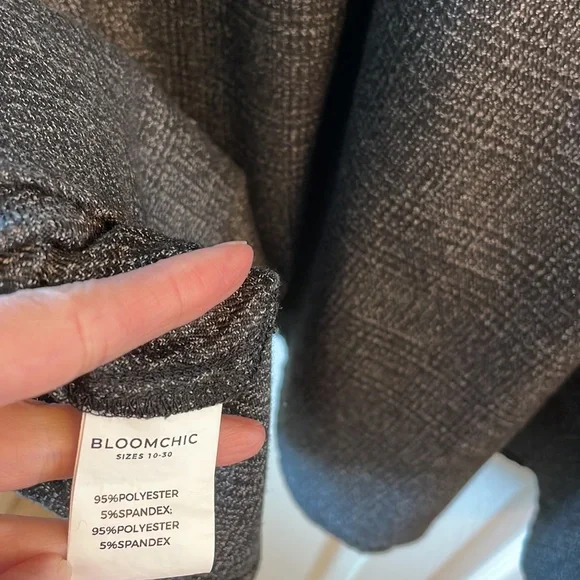 BLOOMCHIC
SIZES 10-30
95%POLYESTER
5%SPANDEX;
95%POLYESTER
5%SPANDEX